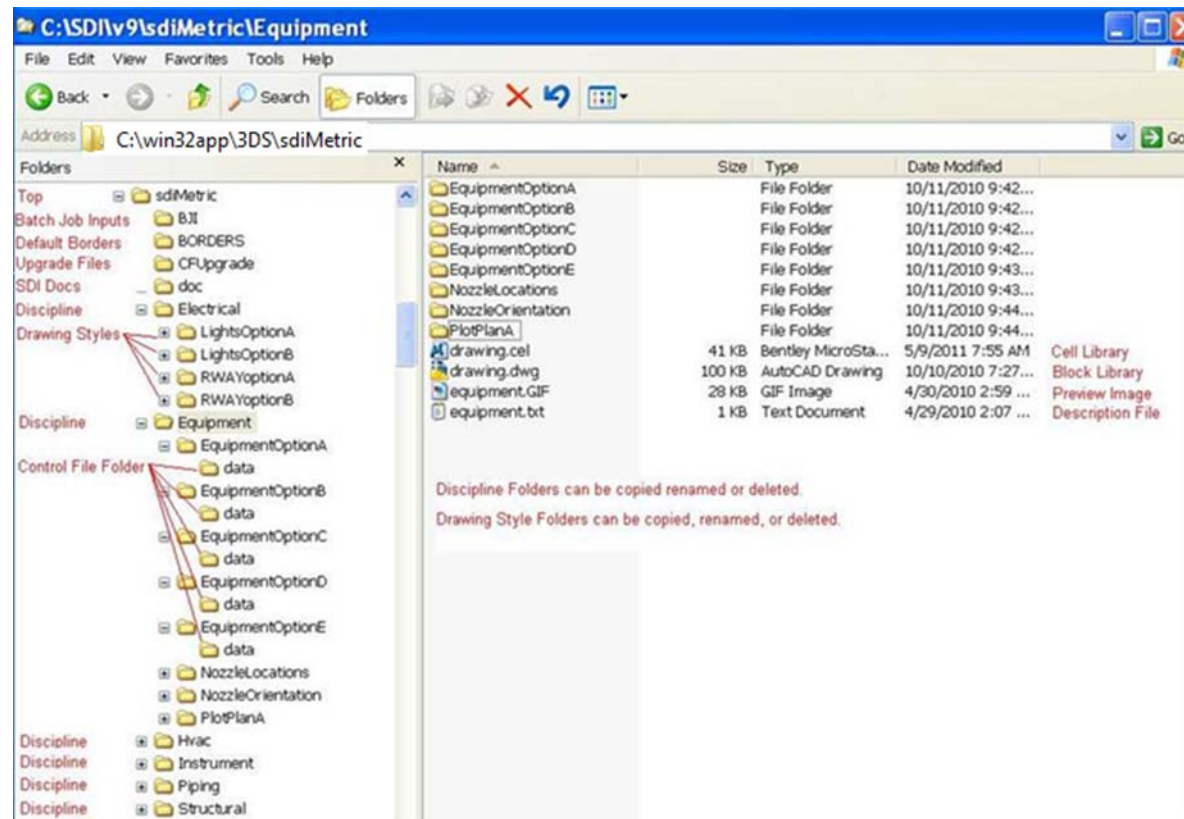 C:\SDI\v9\sdiMetric\Equipment
File Edit View Favorites Tools Help
Back Search Folders
Address C:\win32app\3DS\sdiMetric Go
Folders × Name Size Type Date Modified
Top sdiMetric
Batch Job Inputs BJI
Default Borders BORDERS
Upgrade Files CFUpgrade
SDI Docs doc
Discipline Electrical
Drawing Styles LightsOptionA
LightsOptionB
RWAYoptionA
RWAYoptionB
Discipline Equipment
EquipmentOptionA
Control File Folder data
EquipmentOptionB
data
EquipmentOptionC
data
EquipmentOptionD
data
EquipmentOptionE
data
NozzleLocations
NozzleOrientation
PlotPlanA
Discipline Hvac
Discipline Instrument
Discipline Piping
Discipline Structural
EquipmentOptionA File Folder 10/11/2010 9:42...
EquipmentOptionB File Folder 10/11/2010 9:42...
EquipmentOptionC File Folder 10/11/2010 9:42...
EquipmentOptionD File Folder 10/11/2010 9:42...
EquipmentOptionE File Folder 10/11/2010 9:43...
NozzleLocations File Folder 10/11/2010 9:43...
NozzleOrientation File Folder 10/11/2010 9:44...
PlotPlanA File Folder 10/11/2010 9:44...
drawing.cel 41 KB Bentley MicroSta... 5/9/2011 7:55 AM Cell Library
drawing.dwg 100 KB AutoCAD Drawing 10/10/2010 7:27... Block Library
equipment.GIF 28 KB GIF Image 4/30/2010 2:59 ... Preview Image
equipment.txt 1 KB Text Document 4/29/2010 2:07 ... Description File
Discipline Folders can be copied renamed or deleted.
Drawing Style Folders can be copied, renamed, or deleted.